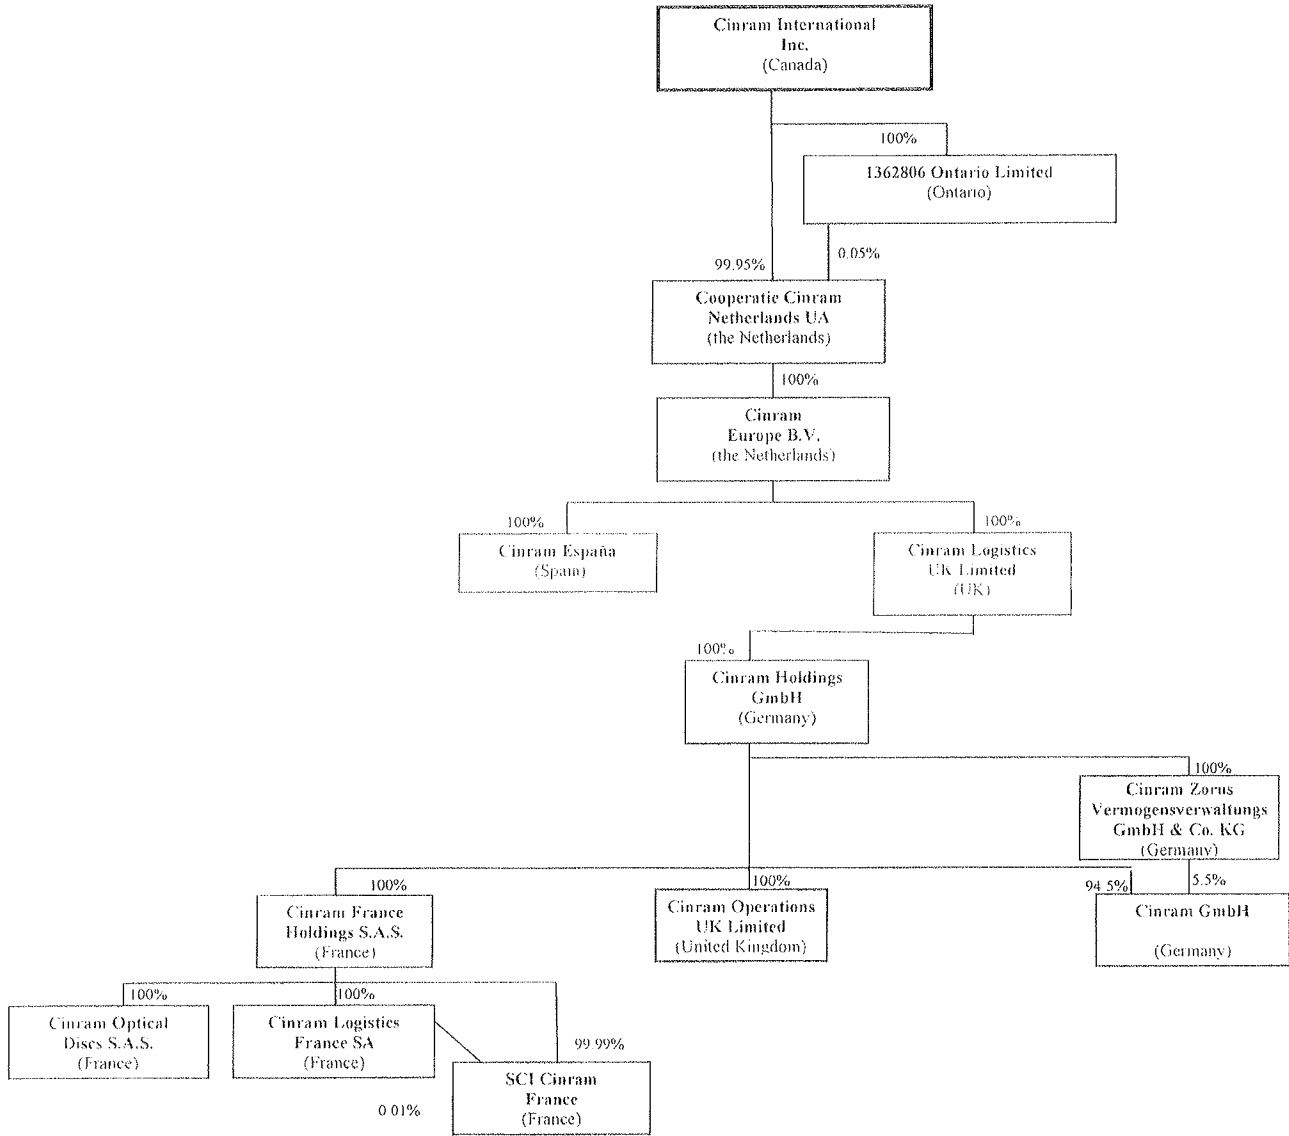 Cinram International
Inc.
(Canada)
100%
1362806 Ontario Limited
(Ontario)
99.95%
0.05%
Cooperatie Cinram
Netherlands UA
(the Netherlands)
100%
Cinram
Europe B.V.
(the Netherlands)
100%
100%
Cinram España
(Spain)
Cinram Logistics
UK Limited
(UK)
100%
Cinram Holdings
GmbH
(Germany)
100%
Cinram Zorus
Vermogensverwaltungs
GmbH & Co. KG
(Germany)
100%
100%
94.5%
5.5%
Cinram France
Holdings S.A.S.
(France)
Cinram Operations
UK Limited
(United Kingdom)
Cinram GmbH
(Germany)
100%
100%
Cinram Optical
Discs S.A.S.
(France)
Cinram Logistics
France SA
(France)
99.99%
0.01%
SCI Cinram
France
(France)